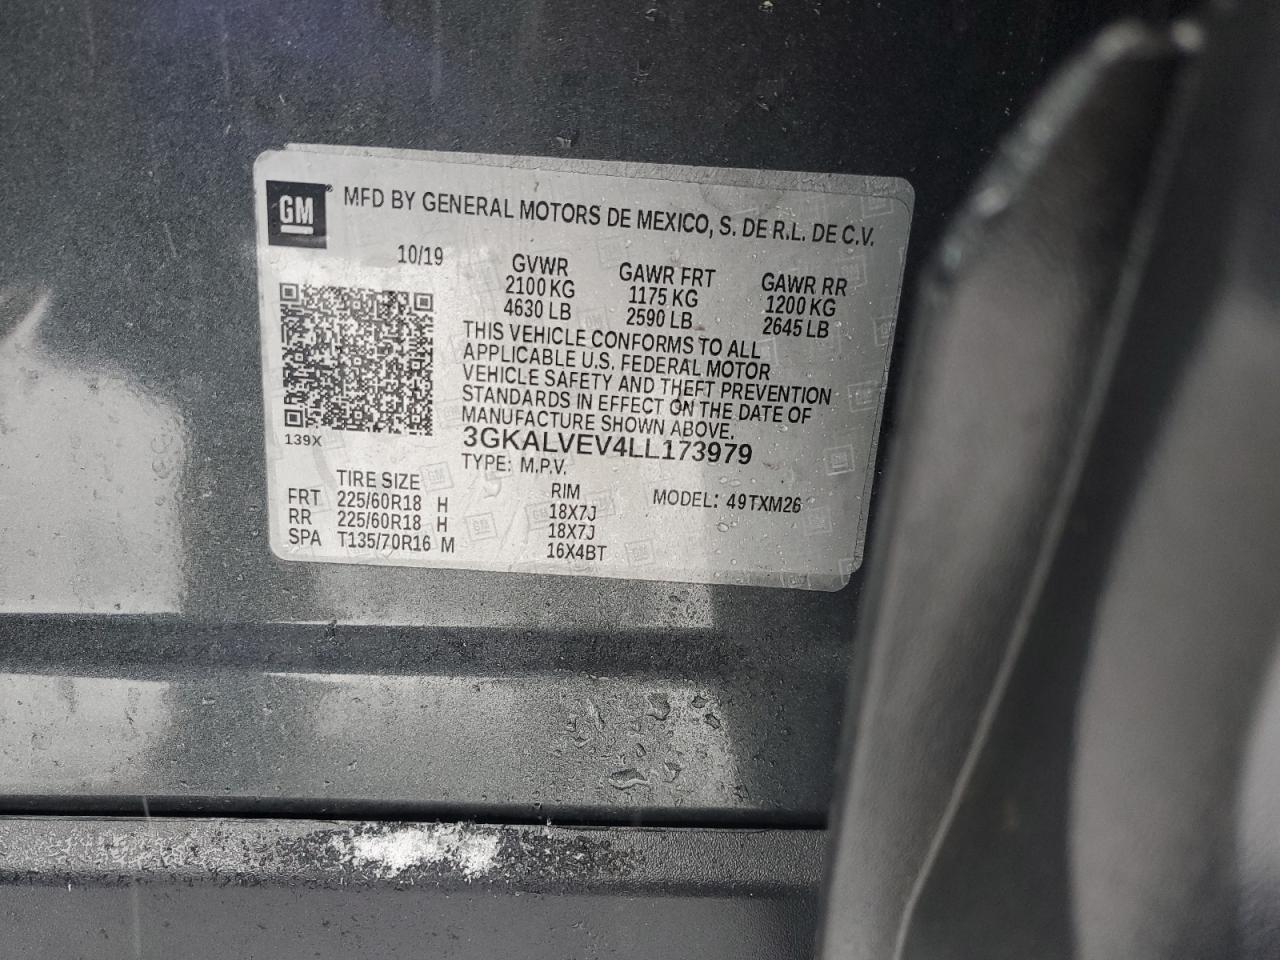 GM® MFD BY GENERAL MOTORS DE MEXICO, S. DE R.L. DE C.V.
10/19 GVWR GAWR FRT GAWR RR
2100 KG 1175 KG 1200 KG
4630 LB 2590 LB 2645 LB
THIS VEHICLE CONFORMS TO ALL
APPLICABLE U.S. FEDERAL MOTOR
VEHICLE SAFETY AND THEFT PREVENTION
STANDARDS IN EFFECT ON THE DATE OF
MANUFACTURE SHOWN ABOVE.
139X 3GKALVEV4LL173979
TYPE: M.P.V.
TIRE SIZE RIM MODEL: 49TXM26
FRT 225/60R18 H 18X7J
RR 225/60R18 H 18X7J
SPA T135/70R16 M 16X4BT